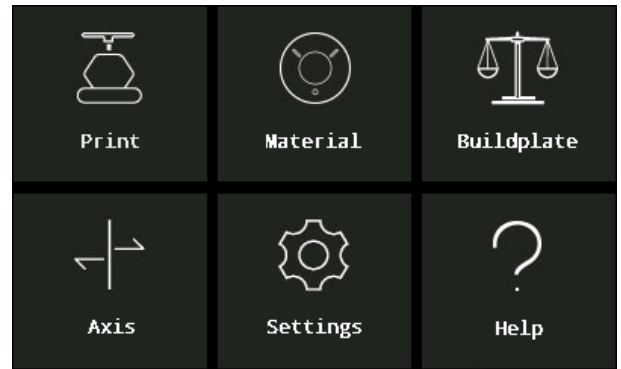 Print
Material
Buildplate
Axis
Settings
Help